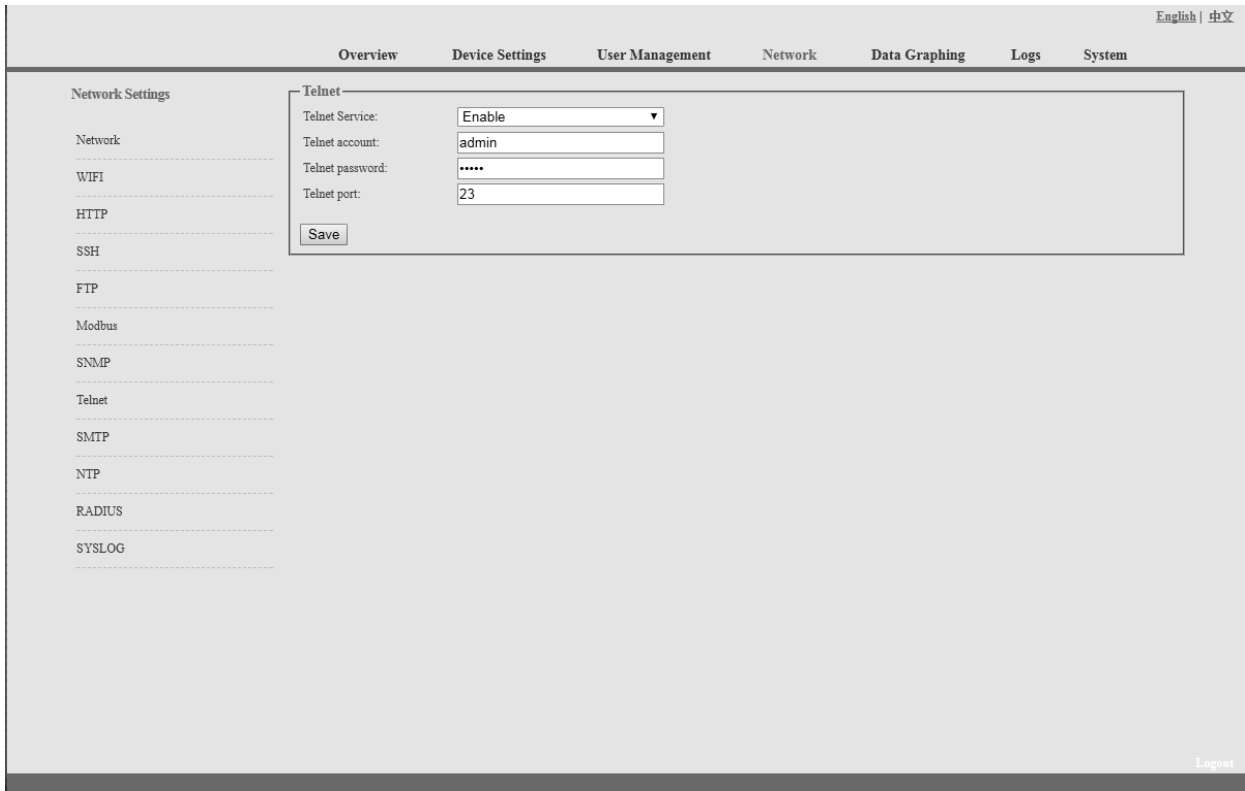 English | 中文
Overview Device Settings User Management Network Data Graphing Logs System
Network Settings
Network
WIFI
HTTP
SSH
FTP
Modbus
SNMP
Telnet
SMTP
NTP
RADIUS
SYSLOG
Telnet
Telnet Service: Enable
Telnet account: admin
Telnet password: •••••
Telnet port: 23
Save
Logout